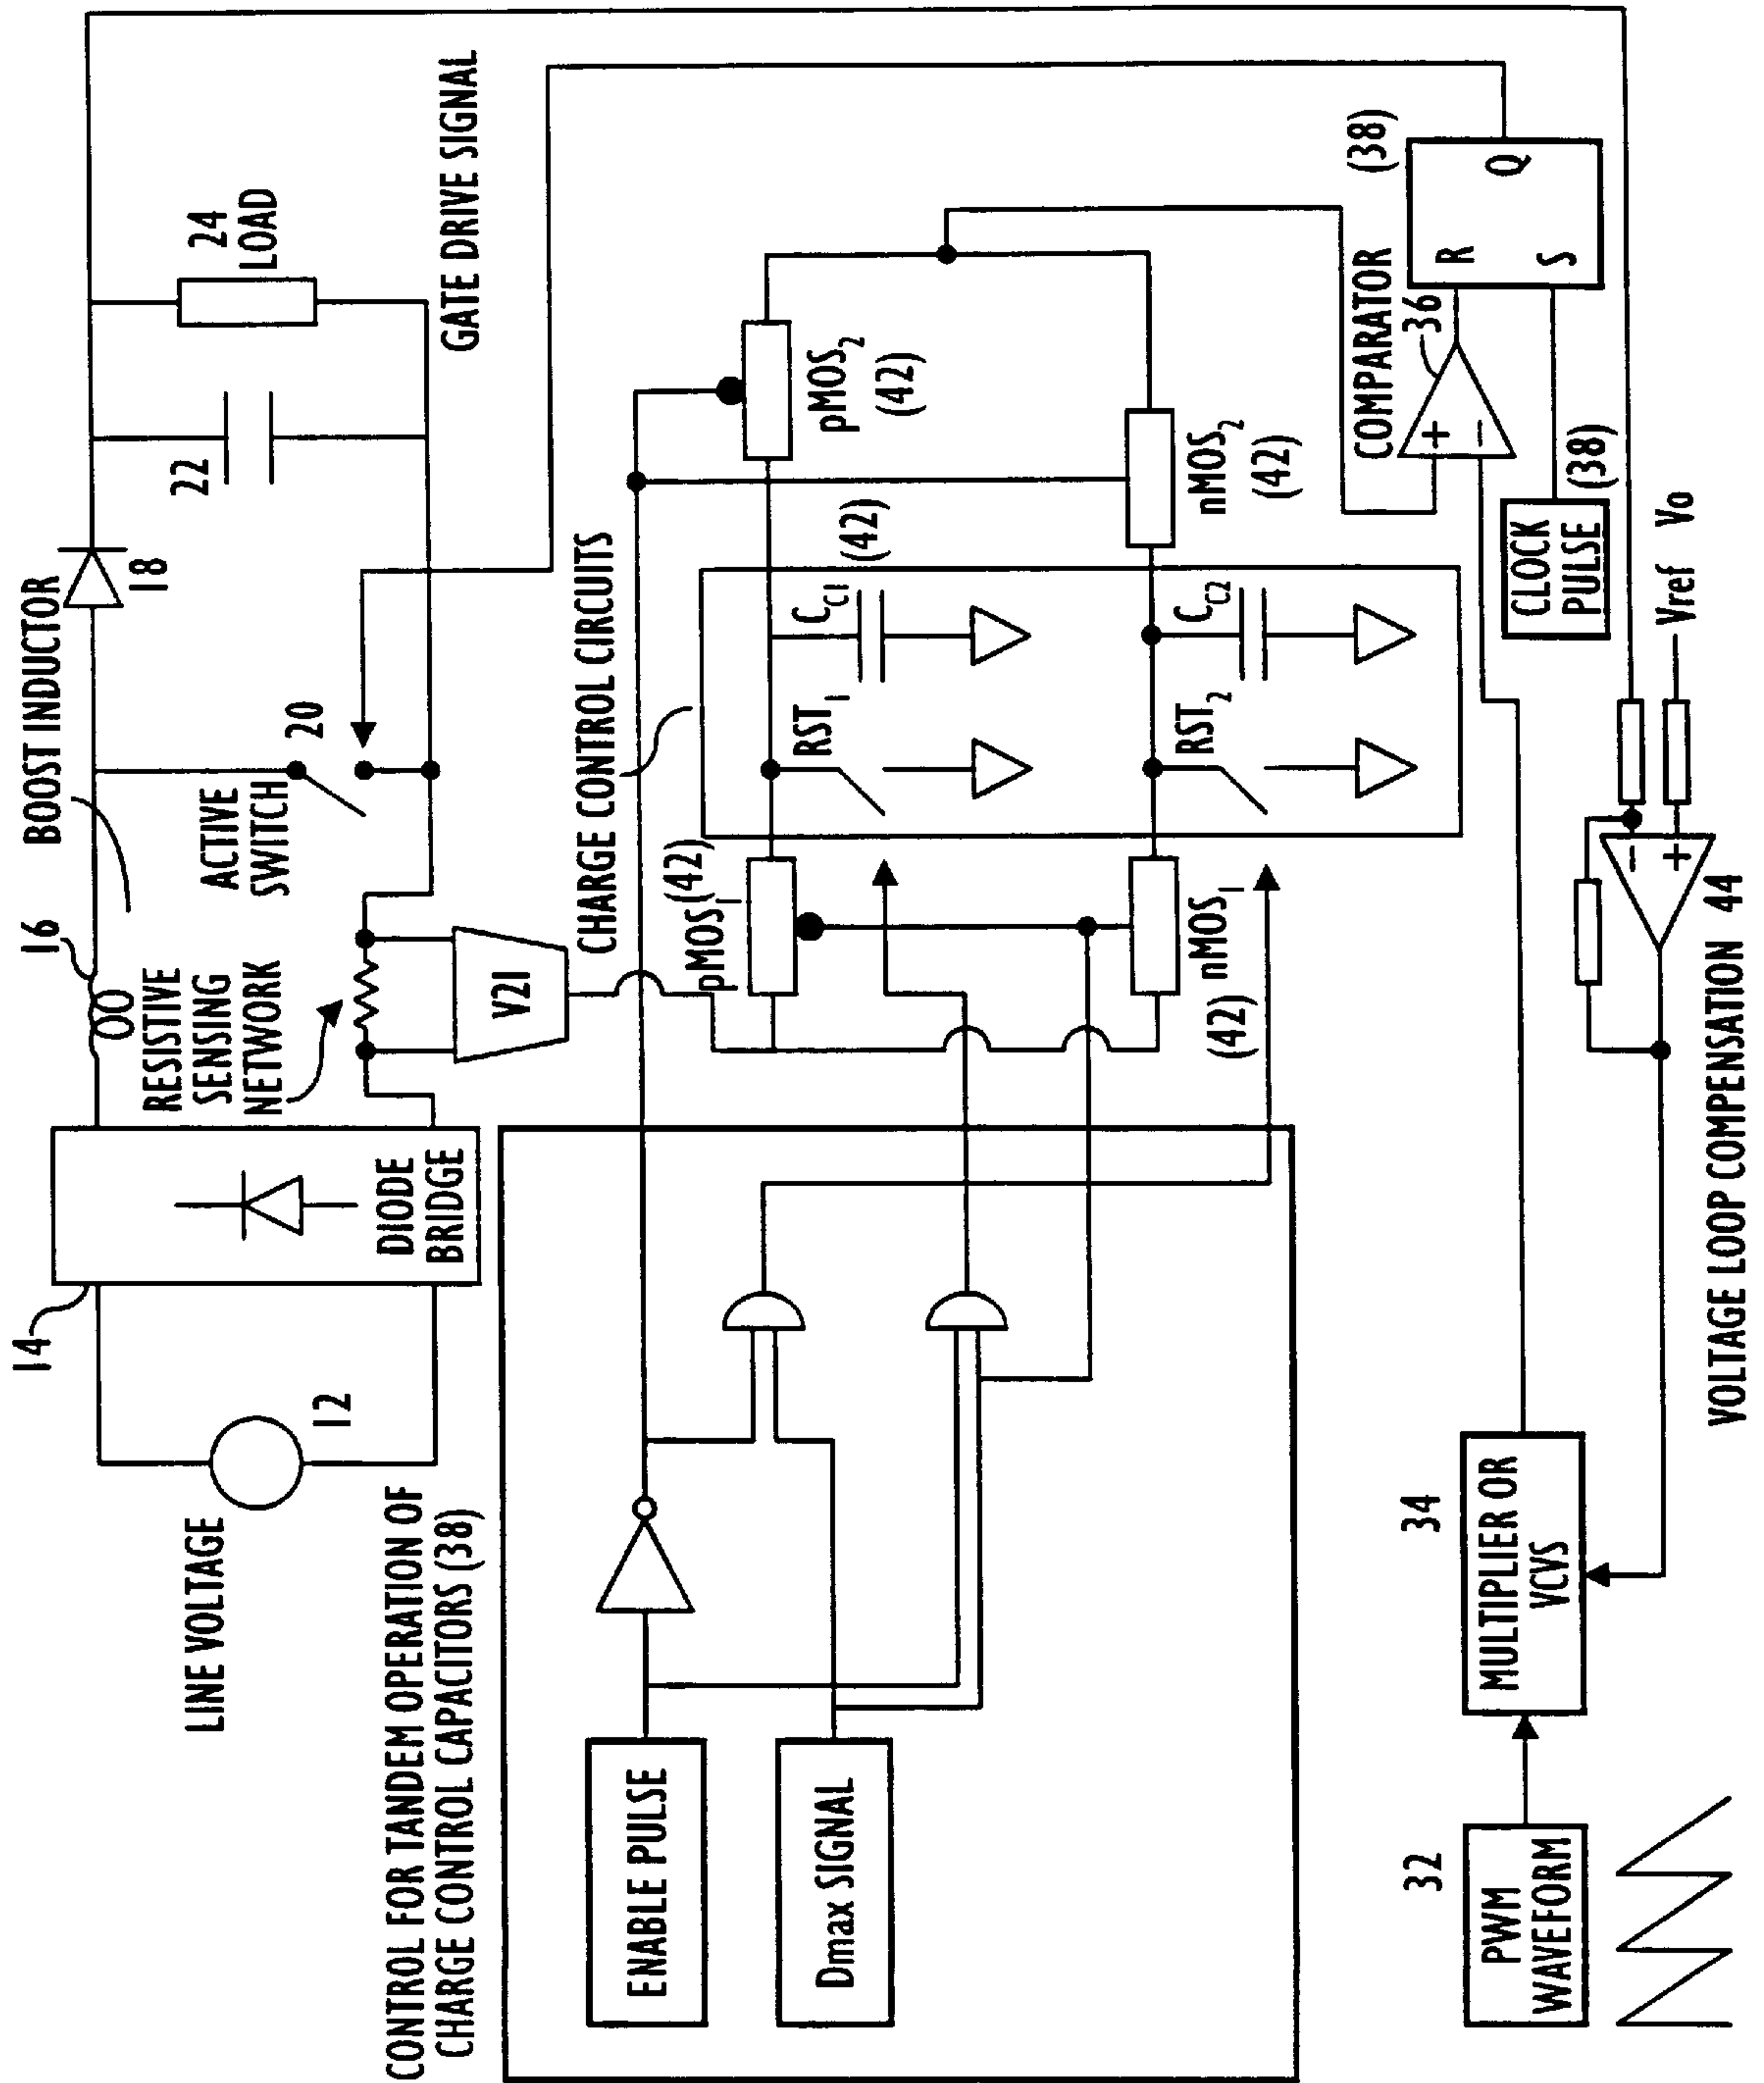 LINE VOLTAGE
12
14
DIODE
BRIDGE
16
BOOST INDUCTOR
RESISTIVE
SENSING
NETWORK
V2I
ACTIVE
SWITCH
20
18
22
24
LOAD
GATE DRIVE SIGNAL
CONTROL FOR TANDEM OPERATION OF
CHARGE CONTROL CAPACITORS (38)
ENABLE PULSE
Dmax SIGNAL
CHARGE CONTROL CIRCUITS
pMOS1 (42)
nMOS1
(42)
RST1
CC1 (42)
RST2
CC2
pMOS2
(42)
nMOS2
(42)
COMPARATOR
36
+
-
(38)
R
S
Q
CLOCK
PULSE
(38)
Vref Vo
-
+
VOLTAGE LOOP COMPENSATION 44
34
MULTIPLIER OR
VCVS
32
PWM
WAVEFORM